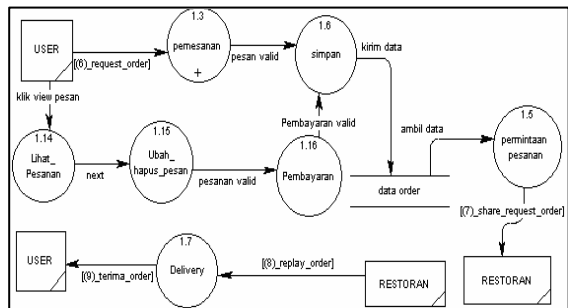 USER
[(6)_request_order]
1.3
pemesanan
+
pesan valid
1.6
simpan
kirim data
klik view pesan
1.14
Lihat_
Pesanan
next
1.15
Ubah_
hapus_pesan
pesanan valid
Pembayaran valid
1.16
Pembayaran
data order
ambil data
1.5
permintaan
pesanan
[(7)_share_request_order]
USER
[(9)_terima_order]
1.7
Delivery
[(8)_replay_order]
RESTORAN
RESTORAN